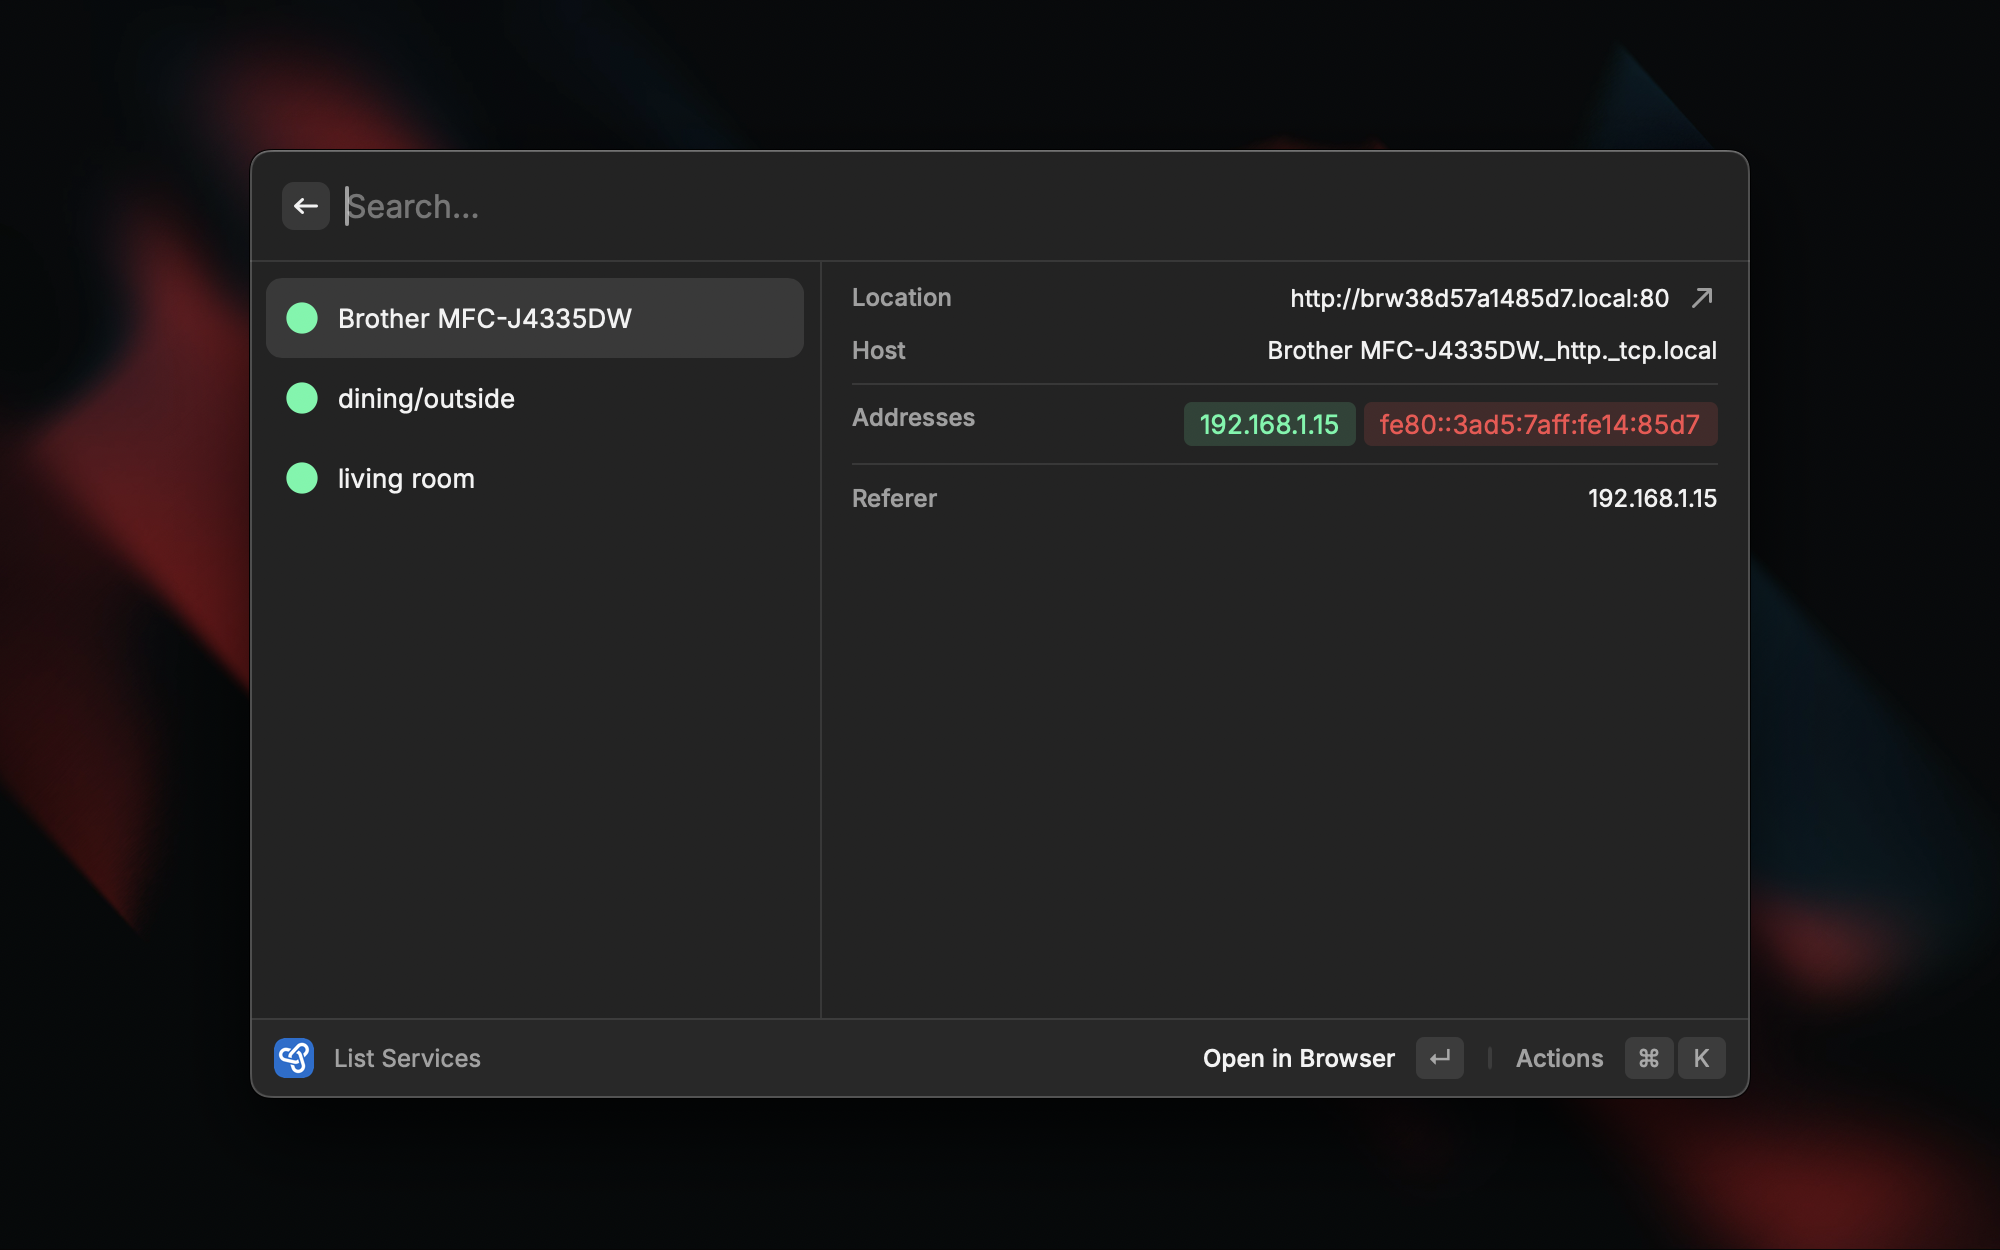 Search...
Brother MFC-J4335DW
dining/outside
living room
Location http://brw38d57a1485d7.local:80
Host Brother MFC-J4335DW._http._tcp.local
Addresses 192.168.1.15 fe80::3ad5:7aff:fe14:85d7
Referer 192.168.1.15
List Services Open in Browser Actions ⌘ K